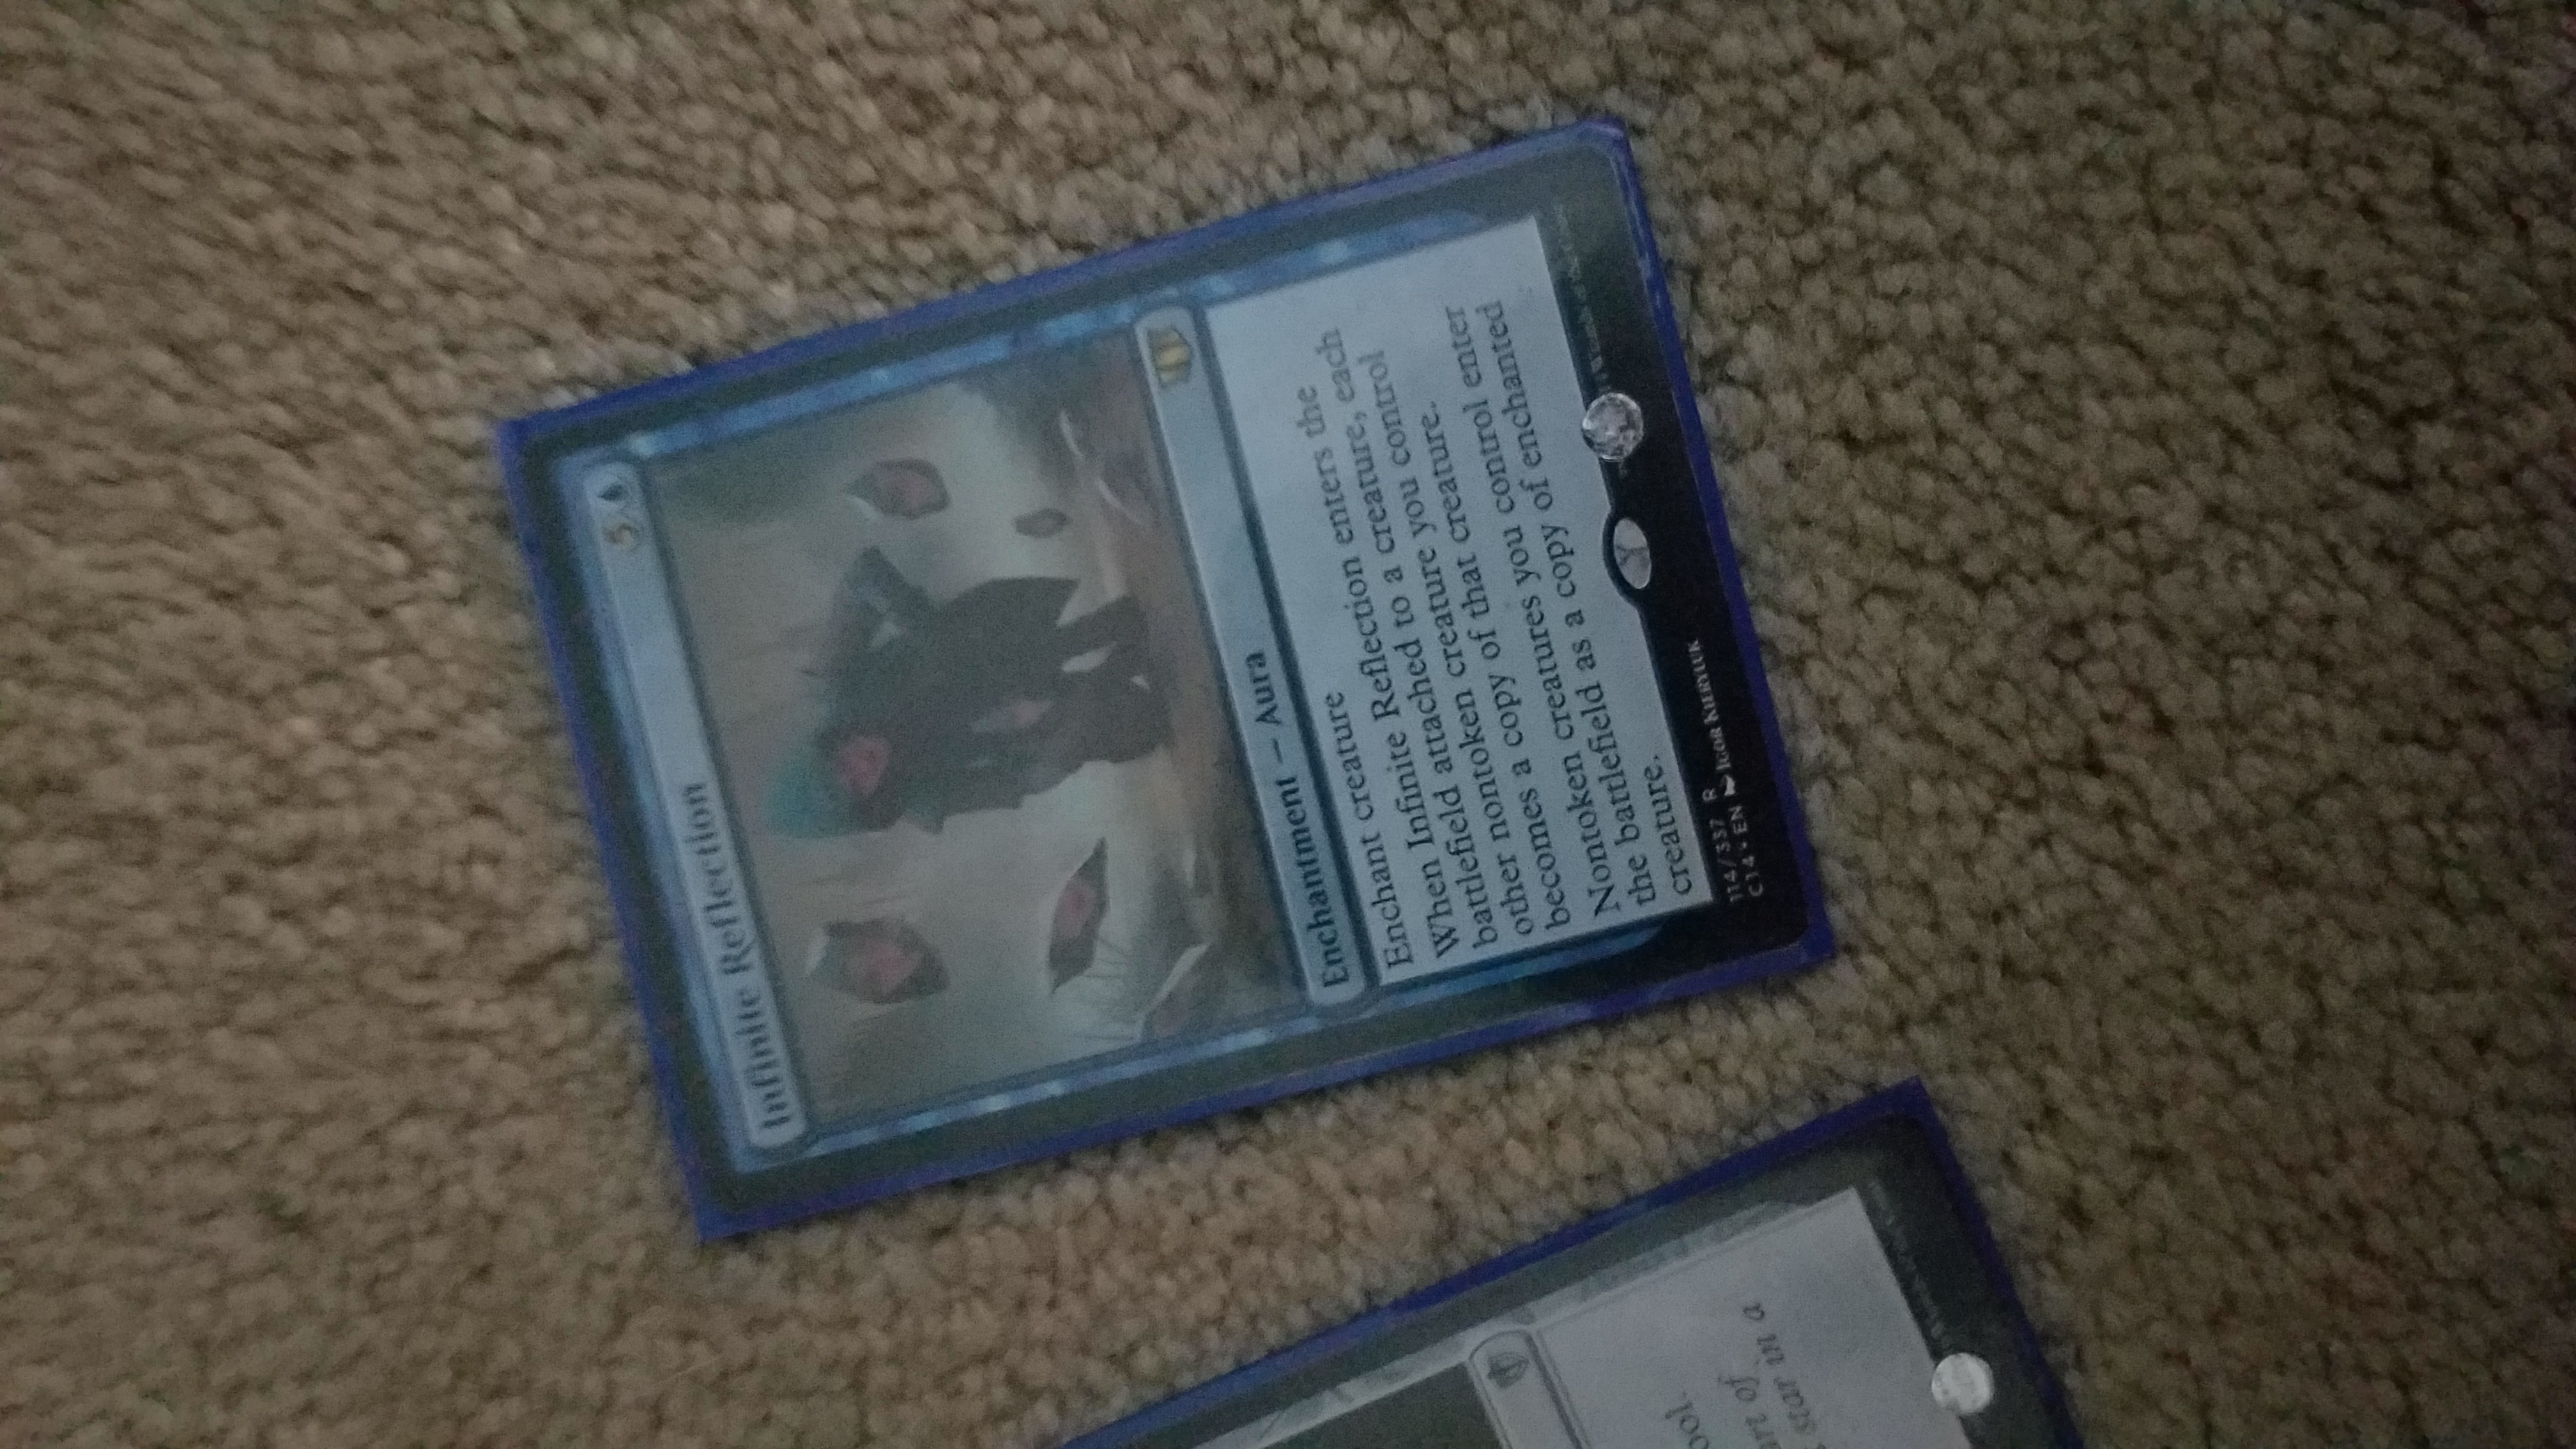 Infinite Reflection
5
Enchantment — Aura
Enchant creature
When Infinite Reflection enters the
battlefield attached to a creature, each
other nontoken creature you control
becomes a copy of that creature.
Nontoken creatures you control enter
the battlefield as a copy of enchanted
creature.
114/337 R
C14 • EN IGOR KIERYLUK
ool.
art of
star in a